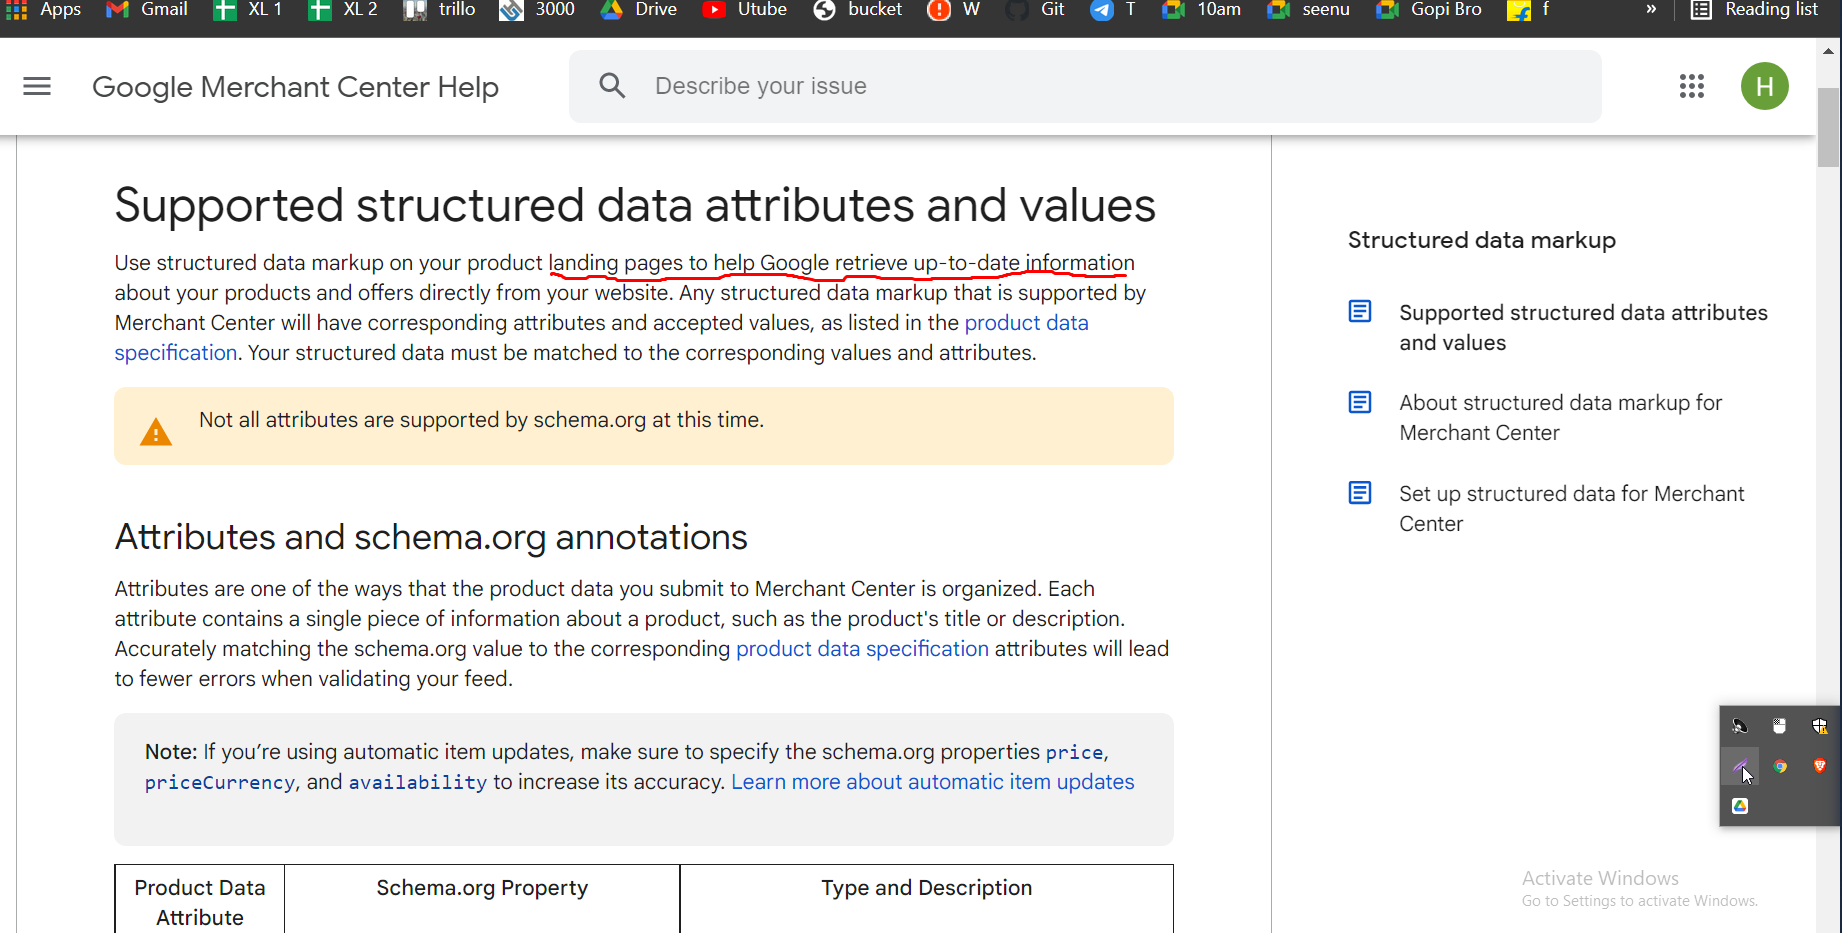 Apps Gmail XL 1 XL 2 trillo 3000 Drive Utube bucket W Git T 10am seenu Gopi Bro f » Reading list
Google Merchant Center Help
Describe your issue
H
Supported structured data attributes and values
Use structured data markup on your product landing pages to help Google retrieve up-to-date information
about your products and offers directly from your website. Any structured data markup that is supported by
Merchant Center will have corresponding attributes and accepted values, as listed in the product data
specification. Your structured data must be matched to the corresponding values and attributes.
Not all attributes are supported by schema.org at this time.
Attributes and schema.org annotations
Attributes are one of the ways that the product data you submit to Merchant Center is organized. Each
attribute contains a single piece of information about a product, such as the product's title or description.
Accurately matching the schema.org value to the corresponding product data specification attributes will lead
to fewer errors when validating your feed.
Note: If you’re using automatic item updates, make sure to specify the schema.org properties price,
priceCurrency, and availability to increase its accuracy. Learn more about automatic item updates
Product Data
Attribute
Schema.org Property
Type and Description
Structured data markup
Supported structured data attributes
and values
About structured data markup for
Merchant Center
Set up structured data for Merchant
Center
Activate Windows
Go to Settings to activate Windows.